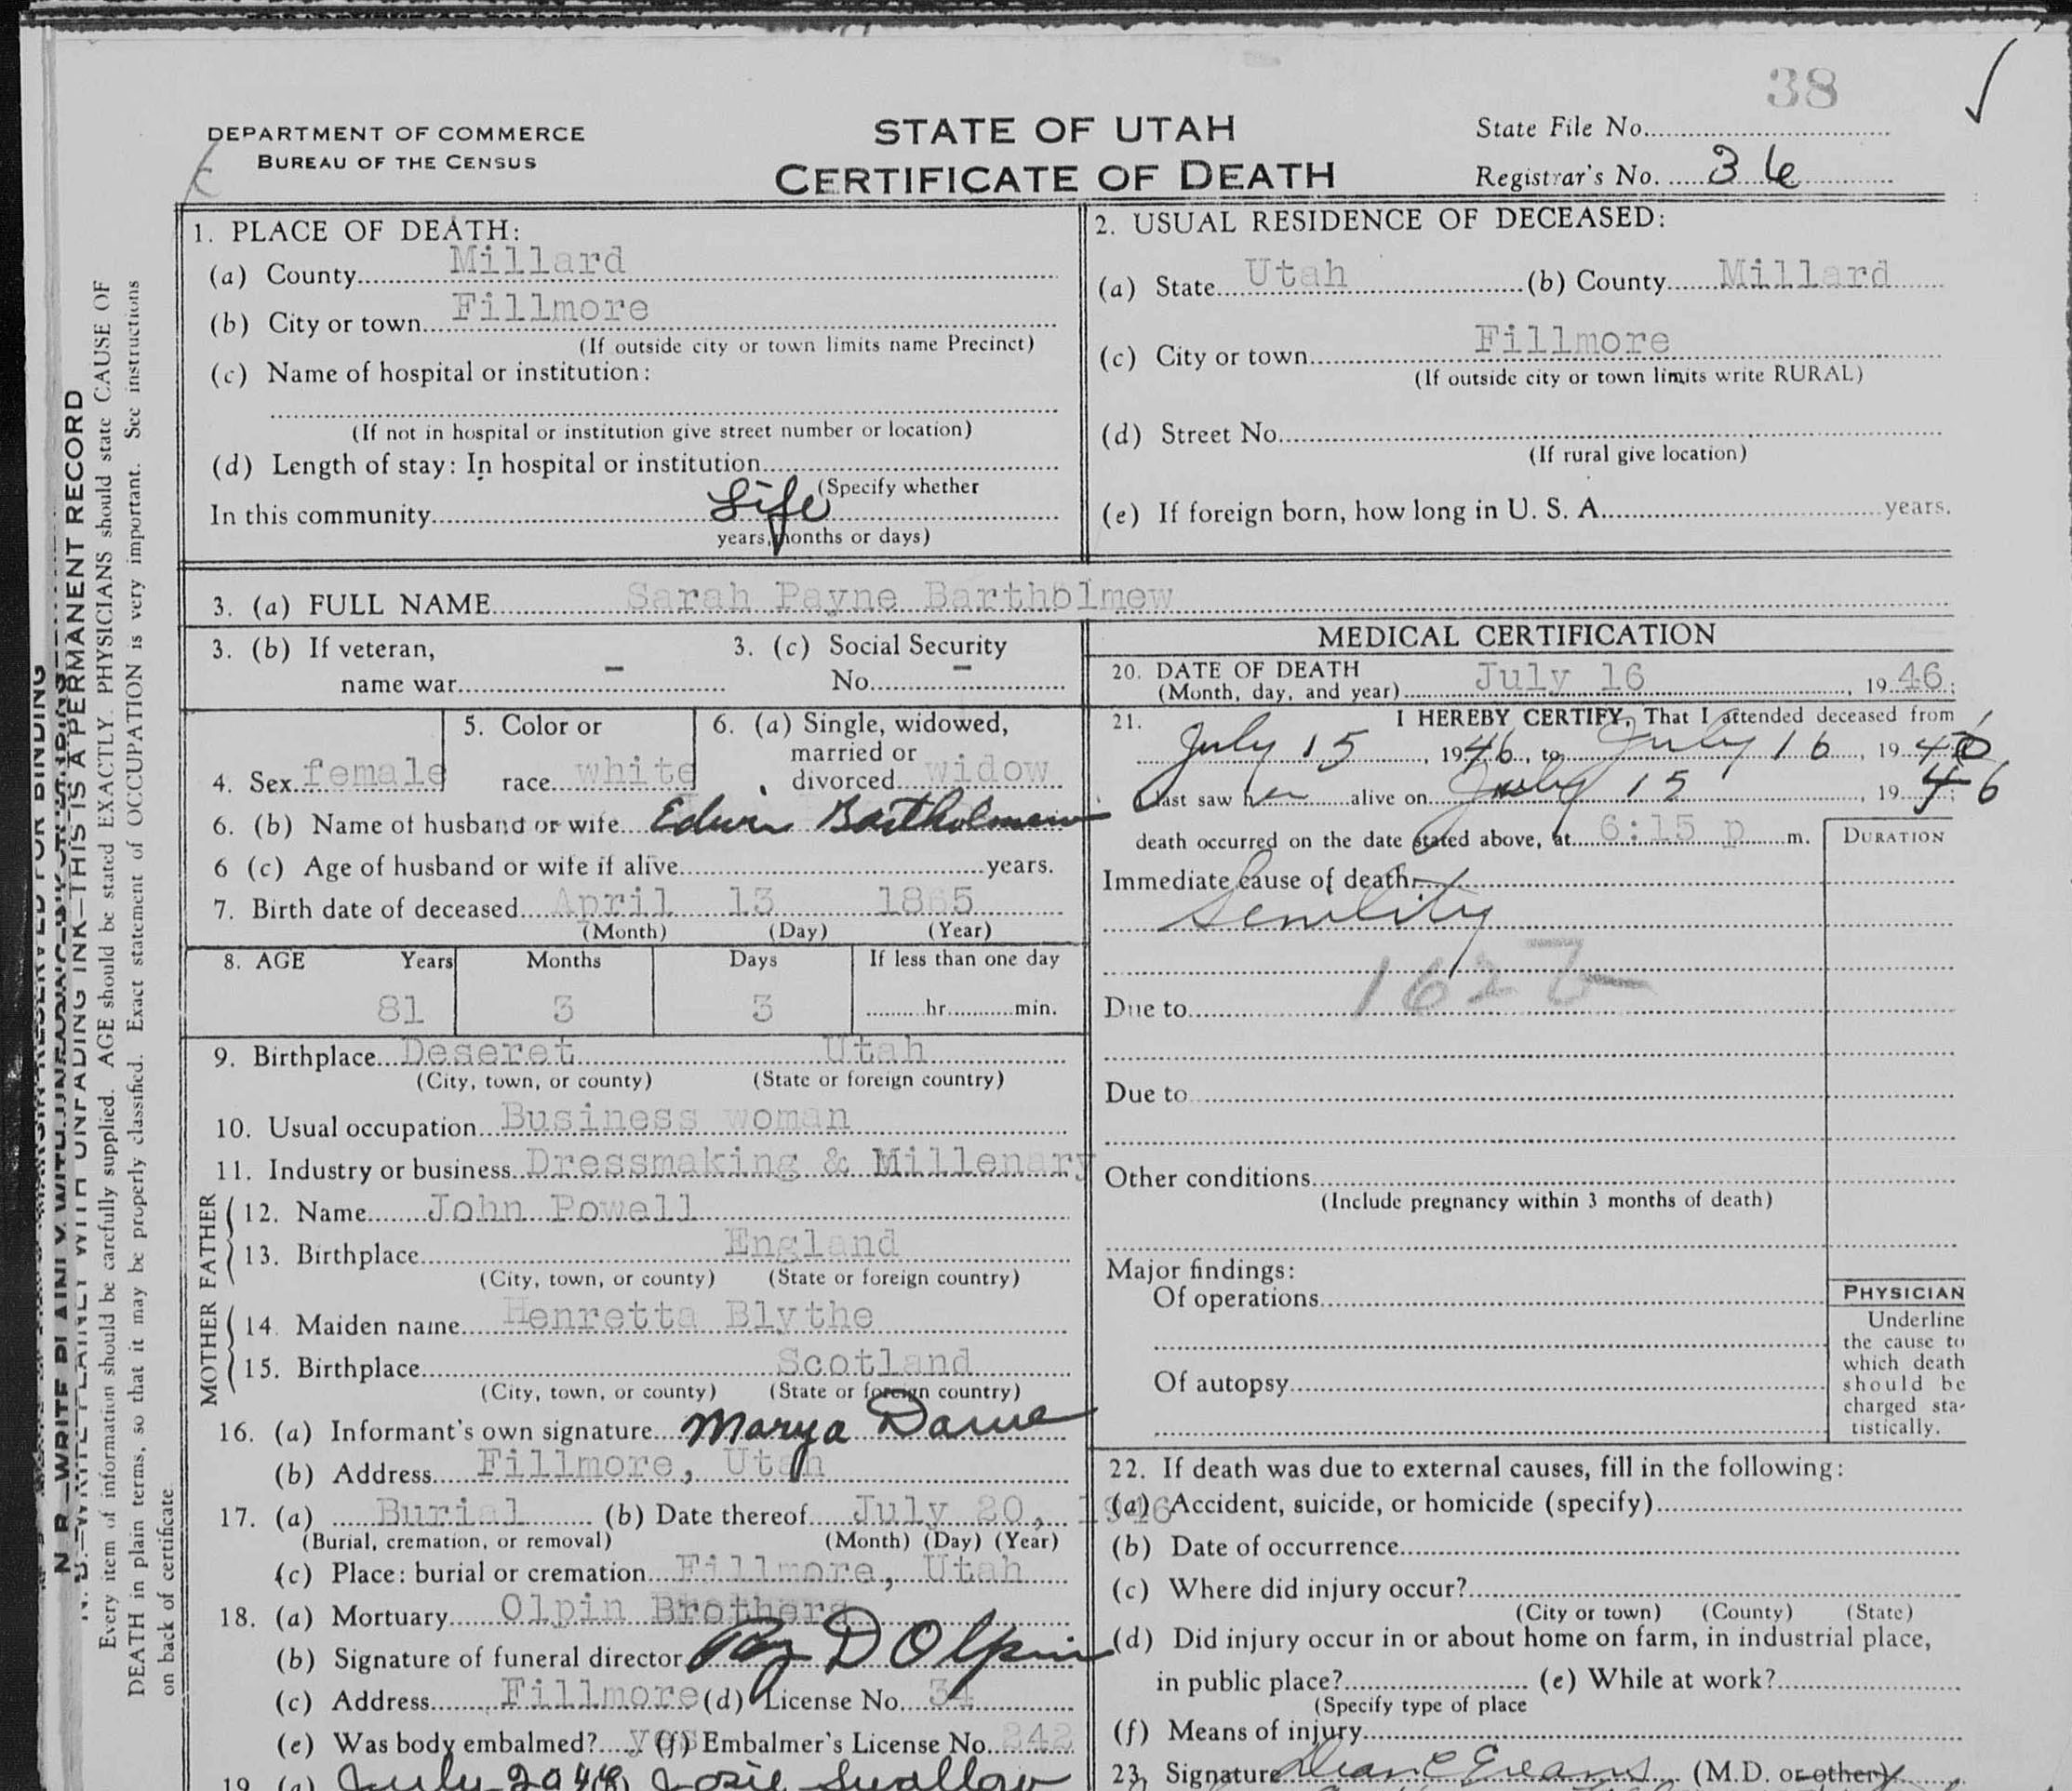 38
DEPARTMENT OF COMMERCE
BUREAU OF THE CENSUS
STATE OF UTAH
CERTIFICATE OF DEATH
State File No.
Registrar's No. 36
1. PLACE OF DEATH:
(a) County Millard
(b) City or town Fillmore
(If outside city or town limits name Precinct)
(c) Name of hospital or institution:
(If not in hospital or institution give street number or location)
(d) Length of stay: In hospital or institution
(Specify whether
In this community Life
years, months or days)
2. USUAL RESIDENCE OF DECEASED:
(a) State Utah (b) County Millard
(c) City or town Fillmore
(If outside city or town limits write RURAL)
(d) Street No.
(If rural give location)
(e) If foreign born, how long in U. S. A. years.
3. (a) FULL NAME Sarah Payne Bartholmew
3. (b) If veteran, 3. (c) Social Security
name war - No. -
4. Sex female
5. Color or
race white
6. (a) Single, widowed,
married or
divorced widow
6. (b) Name of husband or wife Edwin Bartholmew
6 (c) Age of husband or wife if alive years.
7. Birth date of deceased April 13 1865
(Month) (Day) (Year)
8. AGE Years Months Days If less than one day
81 3 3 hr. min.
9. Birthplace Deseret Utah
(City, town, or county) (State or foreign country)
10. Usual occupation Business woman
11. Industry or business Dressmaking & Millenary
FATHER
12. Name John Powell
13. Birthplace England
(City, town, or county) (State or foreign country)
MOTHER
14. Maiden name Henretta Blythe
15. Birthplace Scotland
(City, town, or county) (State or foreign country)
16. (a) Informant's own signature Marya Dame
(b) Address Fillmore, Utah
17. (a) Burial (b) Date thereof July 20, 1946
(Burial, cremation, or removal) (Month) (Day) (Year)
(c) Place: burial or cremation Fillmore, Utah
18. (a) Mortuary Olpin Brothers
(b) Signature of funeral director Roy D Olpin
(c) Address Fillmore (d) License No. 34
(e) Was body embalmed? yes (f) Embalmer's License No. 242
19 (a) July 20 46 Josie Swallow
MEDICAL CERTIFICATION
20. DATE OF DEATH
(Month, day, and year) July 16, 1946;
21. I HEREBY CERTIFY, That I attended deceased from
July 15, 1946, to July 16, 1946
I last saw her alive on July 15, 1946;
death occurred on the date stated above, at 6:15 p m.
DURATION
Immediate cause of death
Senility
162b
Due to
Due to
Other conditions
(Include pregnancy within 3 months of death)
Major findings:
Of operations
Of autopsy
PHYSICIAN
Underline
the cause to
which death
should be
charged sta-
tistically.
22. If death was due to external causes, fill in the following:
(a) Accident, suicide, or homicide (specify)
(b) Date of occurrence
(c) Where did injury occur?
(City or town) (County) (State)
(d) Did injury occur in or about home on farm, in industrial place,
in public place? (e) While at work?
(Specify type of place
(f) Means of injury
23. Signature Dean C Evans (M.D. or other)
THIS IS A PERMANENT RECORD
Every item of information should be carefully supplied. AGE should be stated EXACTLY. PHYSICIANS should state CAUSE OF
DEATH in plain terms, so that it may be properly classified. Exact statement of OCCUPATION is very important. See instructions
on back of certificate.